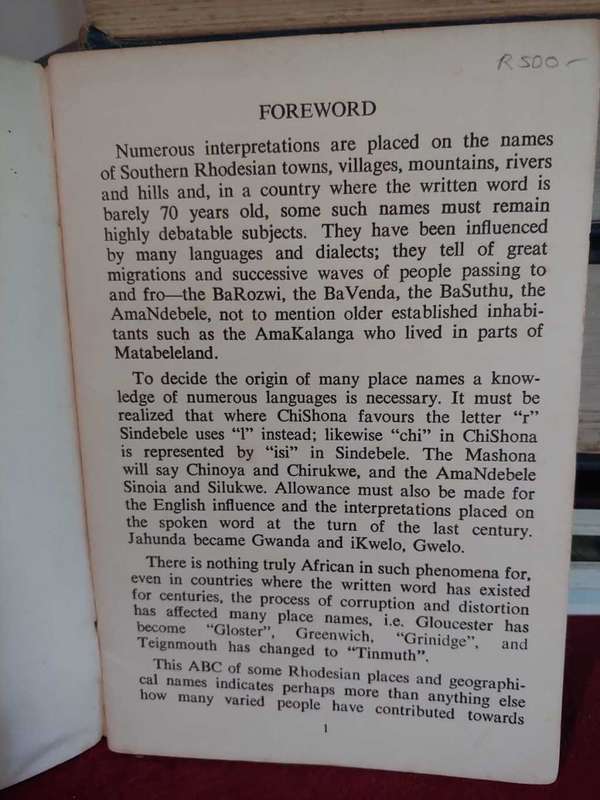 R 500-
FOREWORD
Numerous interpretations are placed on the names
of Southern Rhodesian towns, villages, mountains, rivers
and hills and, in a country where the written word is
barely 70 years old, some such names must remain
highly debatable subjects. They have been influenced
by many languages and dialects; they tell of great
migrations and successive waves of people passing to
and fro—the BaRozwi, the BaVenda, the BaSuthu, the
AmaNdebele, not to mention older established inhabi-
tants such as the AmaKalanga who lived in parts of
Matabeleland.
To decide the origin of many place names a know-
ledge of numerous languages is necessary. It must be
realized that where ChiShona favours the letter “r”
Sindebele uses “l” instead; likewise “chi” in ChiShona
is represented by “isi” in Sindebele. The Mashona
will say Chinoya and Chirukwe, and the AmaNdebele
Sinoia and Silukwe. Allowance must also be made for
the English influence and the interpretations placed on
the spoken word at the turn of the last century.
Jahunda became Gwanda and iKwelo, Gwelo.
There is nothing truly African in such phenomena for,
even in countries where the written word has existed
for centuries, the process of corruption and distortion
has affected many place names, i.e. Gloucester has
become “Gloster”, Greenwich, “Grinidge”, and
Teignmouth has changed to “Tinmuth”.
This ABC of some Rhodesian places and geographi-
cal names indicates perhaps more than anything else
how many varied people have contributed towards
1